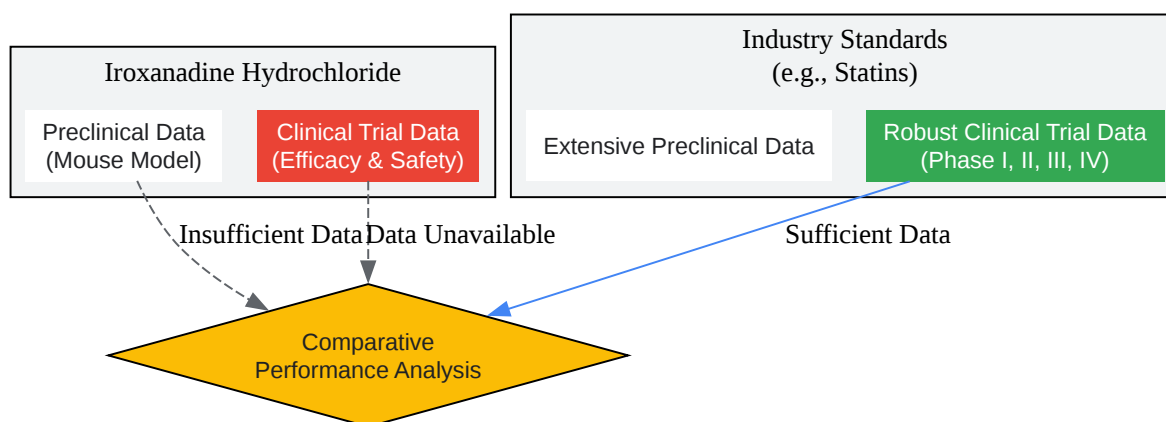 Iroxanadine Hydrochloride
Preclinical Data
(Mouse Model)
Clinical Trial Data
(Efficacy & Safety)
Industry Standards
(e.g., Statins)
Extensive Preclinical Data
Robust Clinical Trial Data
(Phase I, II, III, IV)
Insufficient Data
Data Unavailable
Sufficient Data
Comparative
Performance Analysis